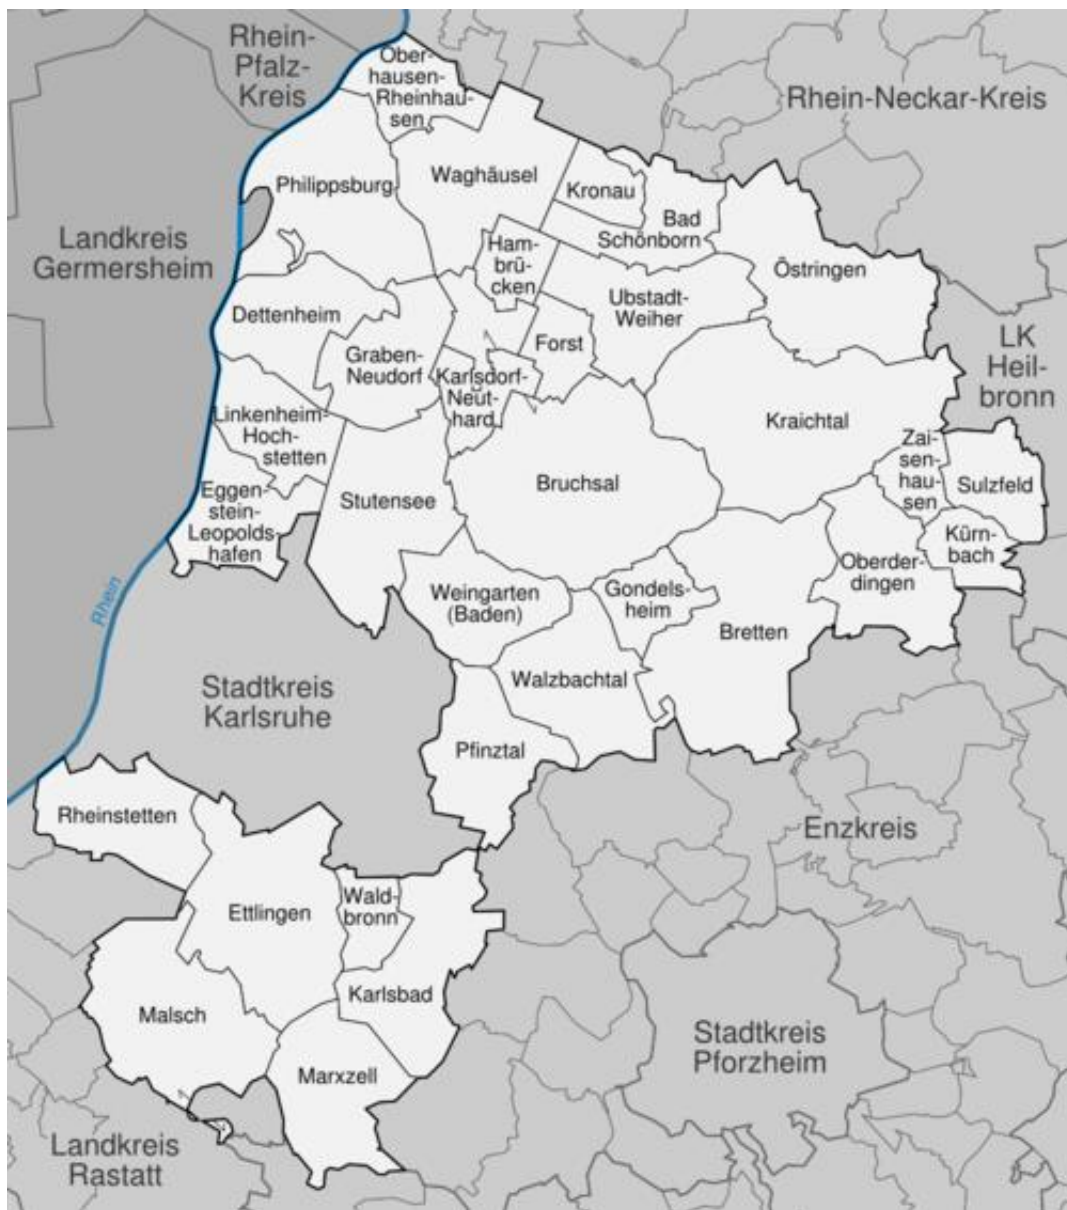 Rhein-
Pfalz-
Kreis
Ober-
hausen-
Rheinhau-
sen
Rhein-Neckar-Kreis
Philippsburg
Waghäusel
Kronau
Bad
Schönborn
Landkreis
Germersheim
Ham-
brü-
cken
Östringen
Dettenheim
Ubstadt-
Weiher
Graben-
Neudorf
Forst
LK
Heil-
bronn
Karlsdorf-
Neut-
hard
Linkenheim-
Hoch-
stetten
Kraichtal
Zai-
sen-
hau-
sen
Sulzfeld
Eggen-
stein-
Leopolds-
hafen
Stutensee
Bruchsal
Kürn-
bach
Oberder-
dingen
Rhein
Weingarten
(Baden)
Gondels-
heim
Bretten
Stadtkreis
Karlsruhe
Walzbachtal
Pfinztal
Rheinstetten
Enzkreis
Ettlingen
Wald-
bronn
Karlsbad
Malsch
Stadtkreis
Pforzheim
Marxzell
Landkreis
Rastatt